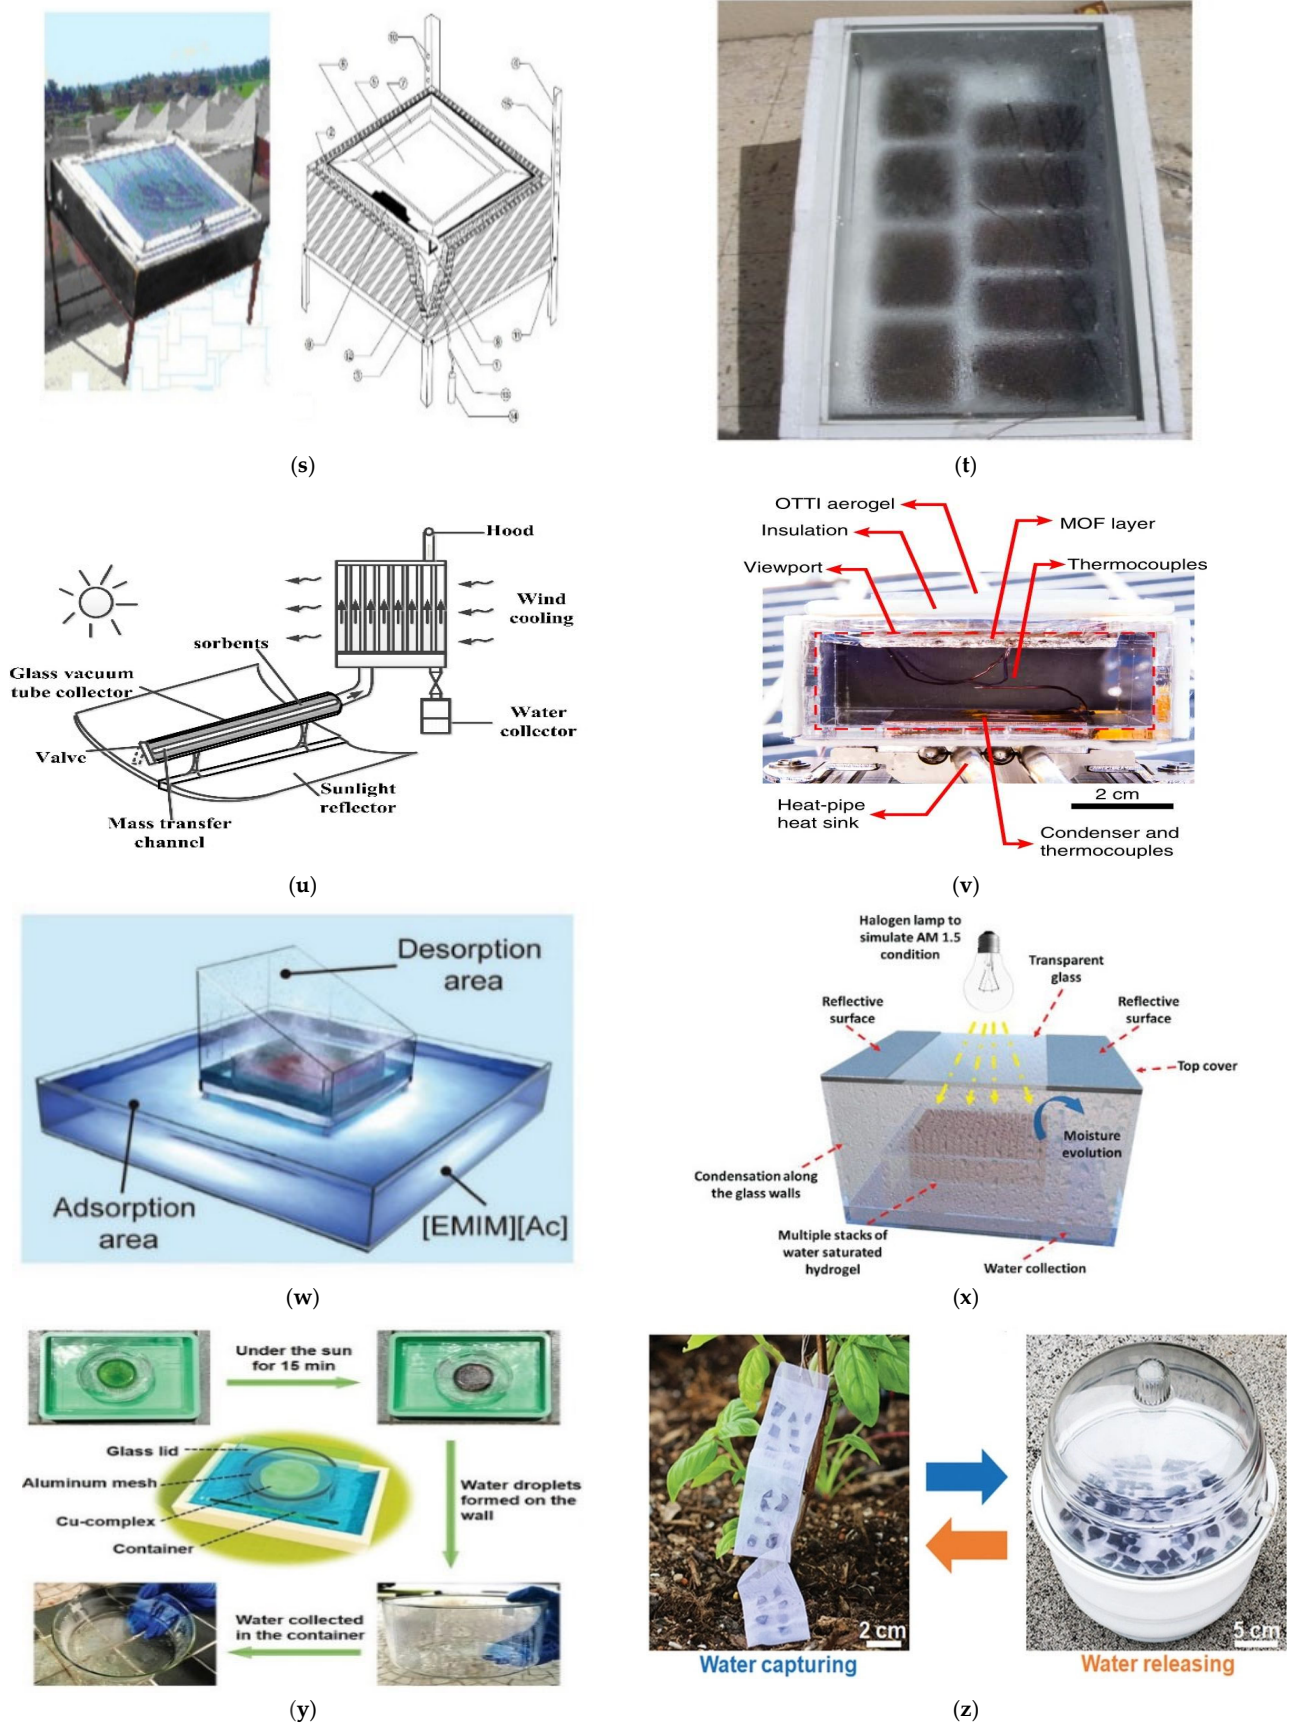 (s)
(t)
Hood
Wind
cooling
sorbents
Glass vacuum
tube collector
Water
collector
Valve
Sunlight
reflector
Mass transfer
channel
(u)
OTTI aerogel
MOF layer
Insulation
Viewport
Thermocouples
Heat-pipe
heat sink
2 cm
Condenser and
thermocouples
(v)
Desorption
area
Adsorption
area
[EMIM][Ac]
(w)
Halogen lamp to
simulate AM 1.5
condition
Transparent
glass
Reflective
surface
Reflective
surface
Top cover
Moisture
evolution
Condensation along
the glass walls
Multiple stacks of
water saturated
hydrogel
Water collection
(x)
Under the sun
for 15 min
Glass lid
Aluminum mesh
Cu-complex
Container
Water droplets
formed on the
wall
Water collected
in the container
(y)
2 cm
Water capturing
5 cm
Water releasing
(z)